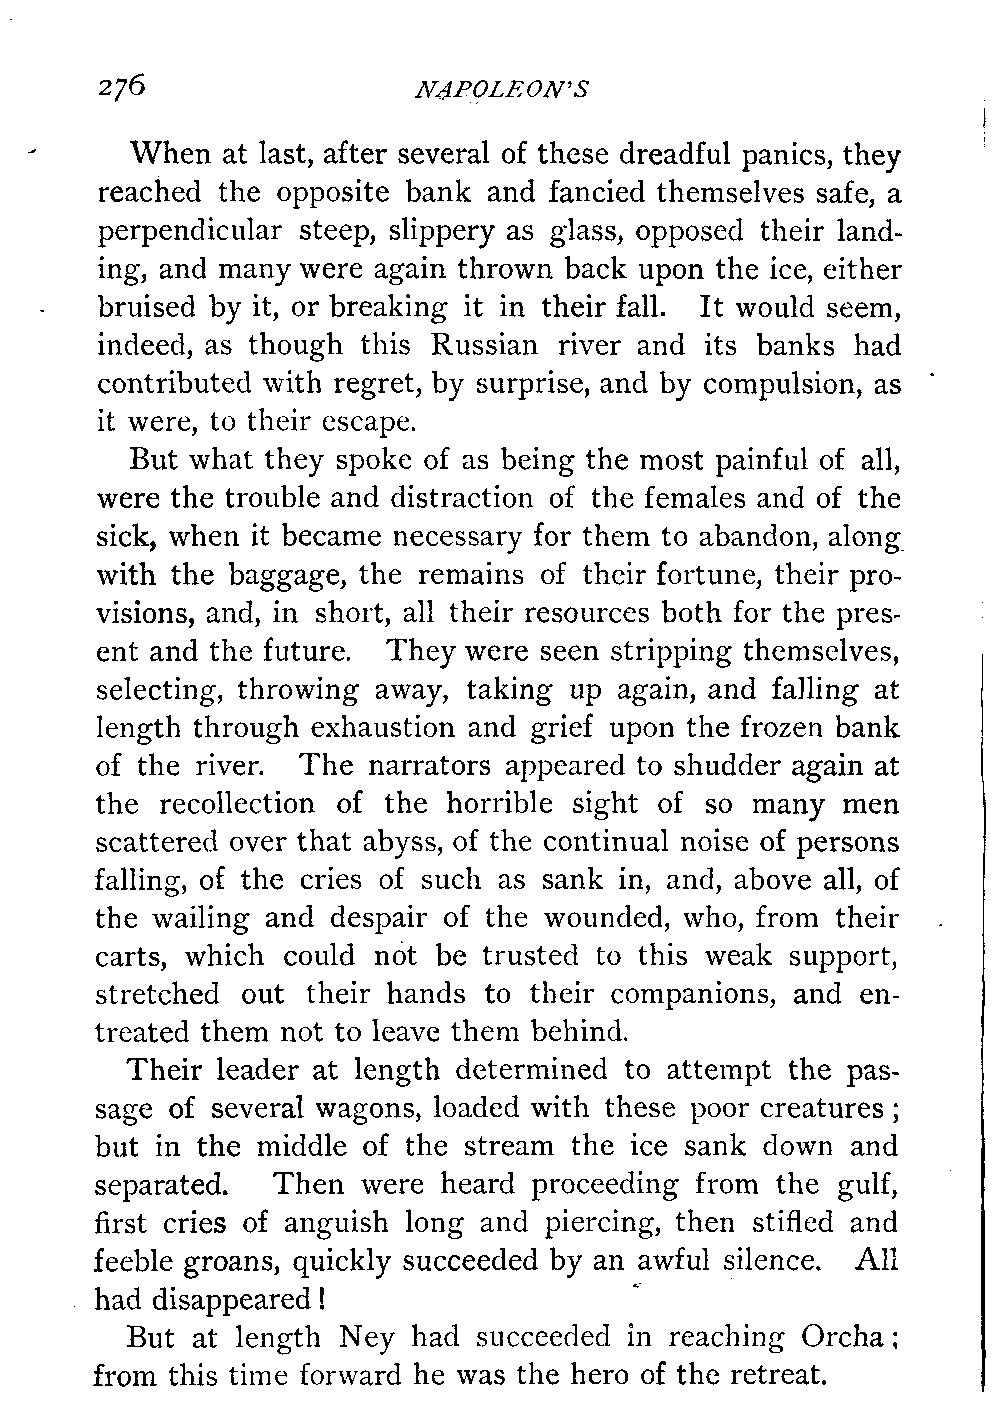 276 NAPOLEON'S
When at last, after several of these dreadful panics, they
reached the opposite bank and fancied themselves safe, a
perpendicular steep, slippery as glass, opposed their land-
ing, and many were again thrown back upon the ice, either
bruised by it, or breaking it in their fall. It would seem,
indeed, as though this Russian river and its banks had
contributed with regret, by surprise, and by compulsion, as
it were, to their escape.
But what they spoke of as being the most painful of all,
were the trouble and distraction of the females and of the
sick, when it became necessary for them to abandon, along
with the baggage, the remains of their fortune, their pro-
visions, and, in short, all their resources both for the pres-
ent and the future. They were seen stripping themselves,
selecting, throwing away, taking up again, and falling at
length through exhaustion and grief upon the frozen bank
of the river. The narrators appeared to shudder again at
the recollection of the horrible sight of so many men
scattered over that abyss, of the continual noise of persons
falling, of the cries of such as sank in, and, above all, of
the wailing and despair of the wounded, who, from their
carts, which could not be trusted to this weak support,
stretched out their hands to their companions, and en-
treated them not to leave them behind.
Their leader at length determined to attempt the pas-
sage of several wagons, loaded with these poor creatures;
but in the middle of the stream the ice sank down and
separated. Then were heard proceeding from the gulf,
first cries of anguish long and piercing, then stifled and
feeble groans, quickly succeeded by an awful silence. All
had disappeared!
But at length Ney had succeeded in reaching Orcha;
from this time forward he was the hero of the retreat.